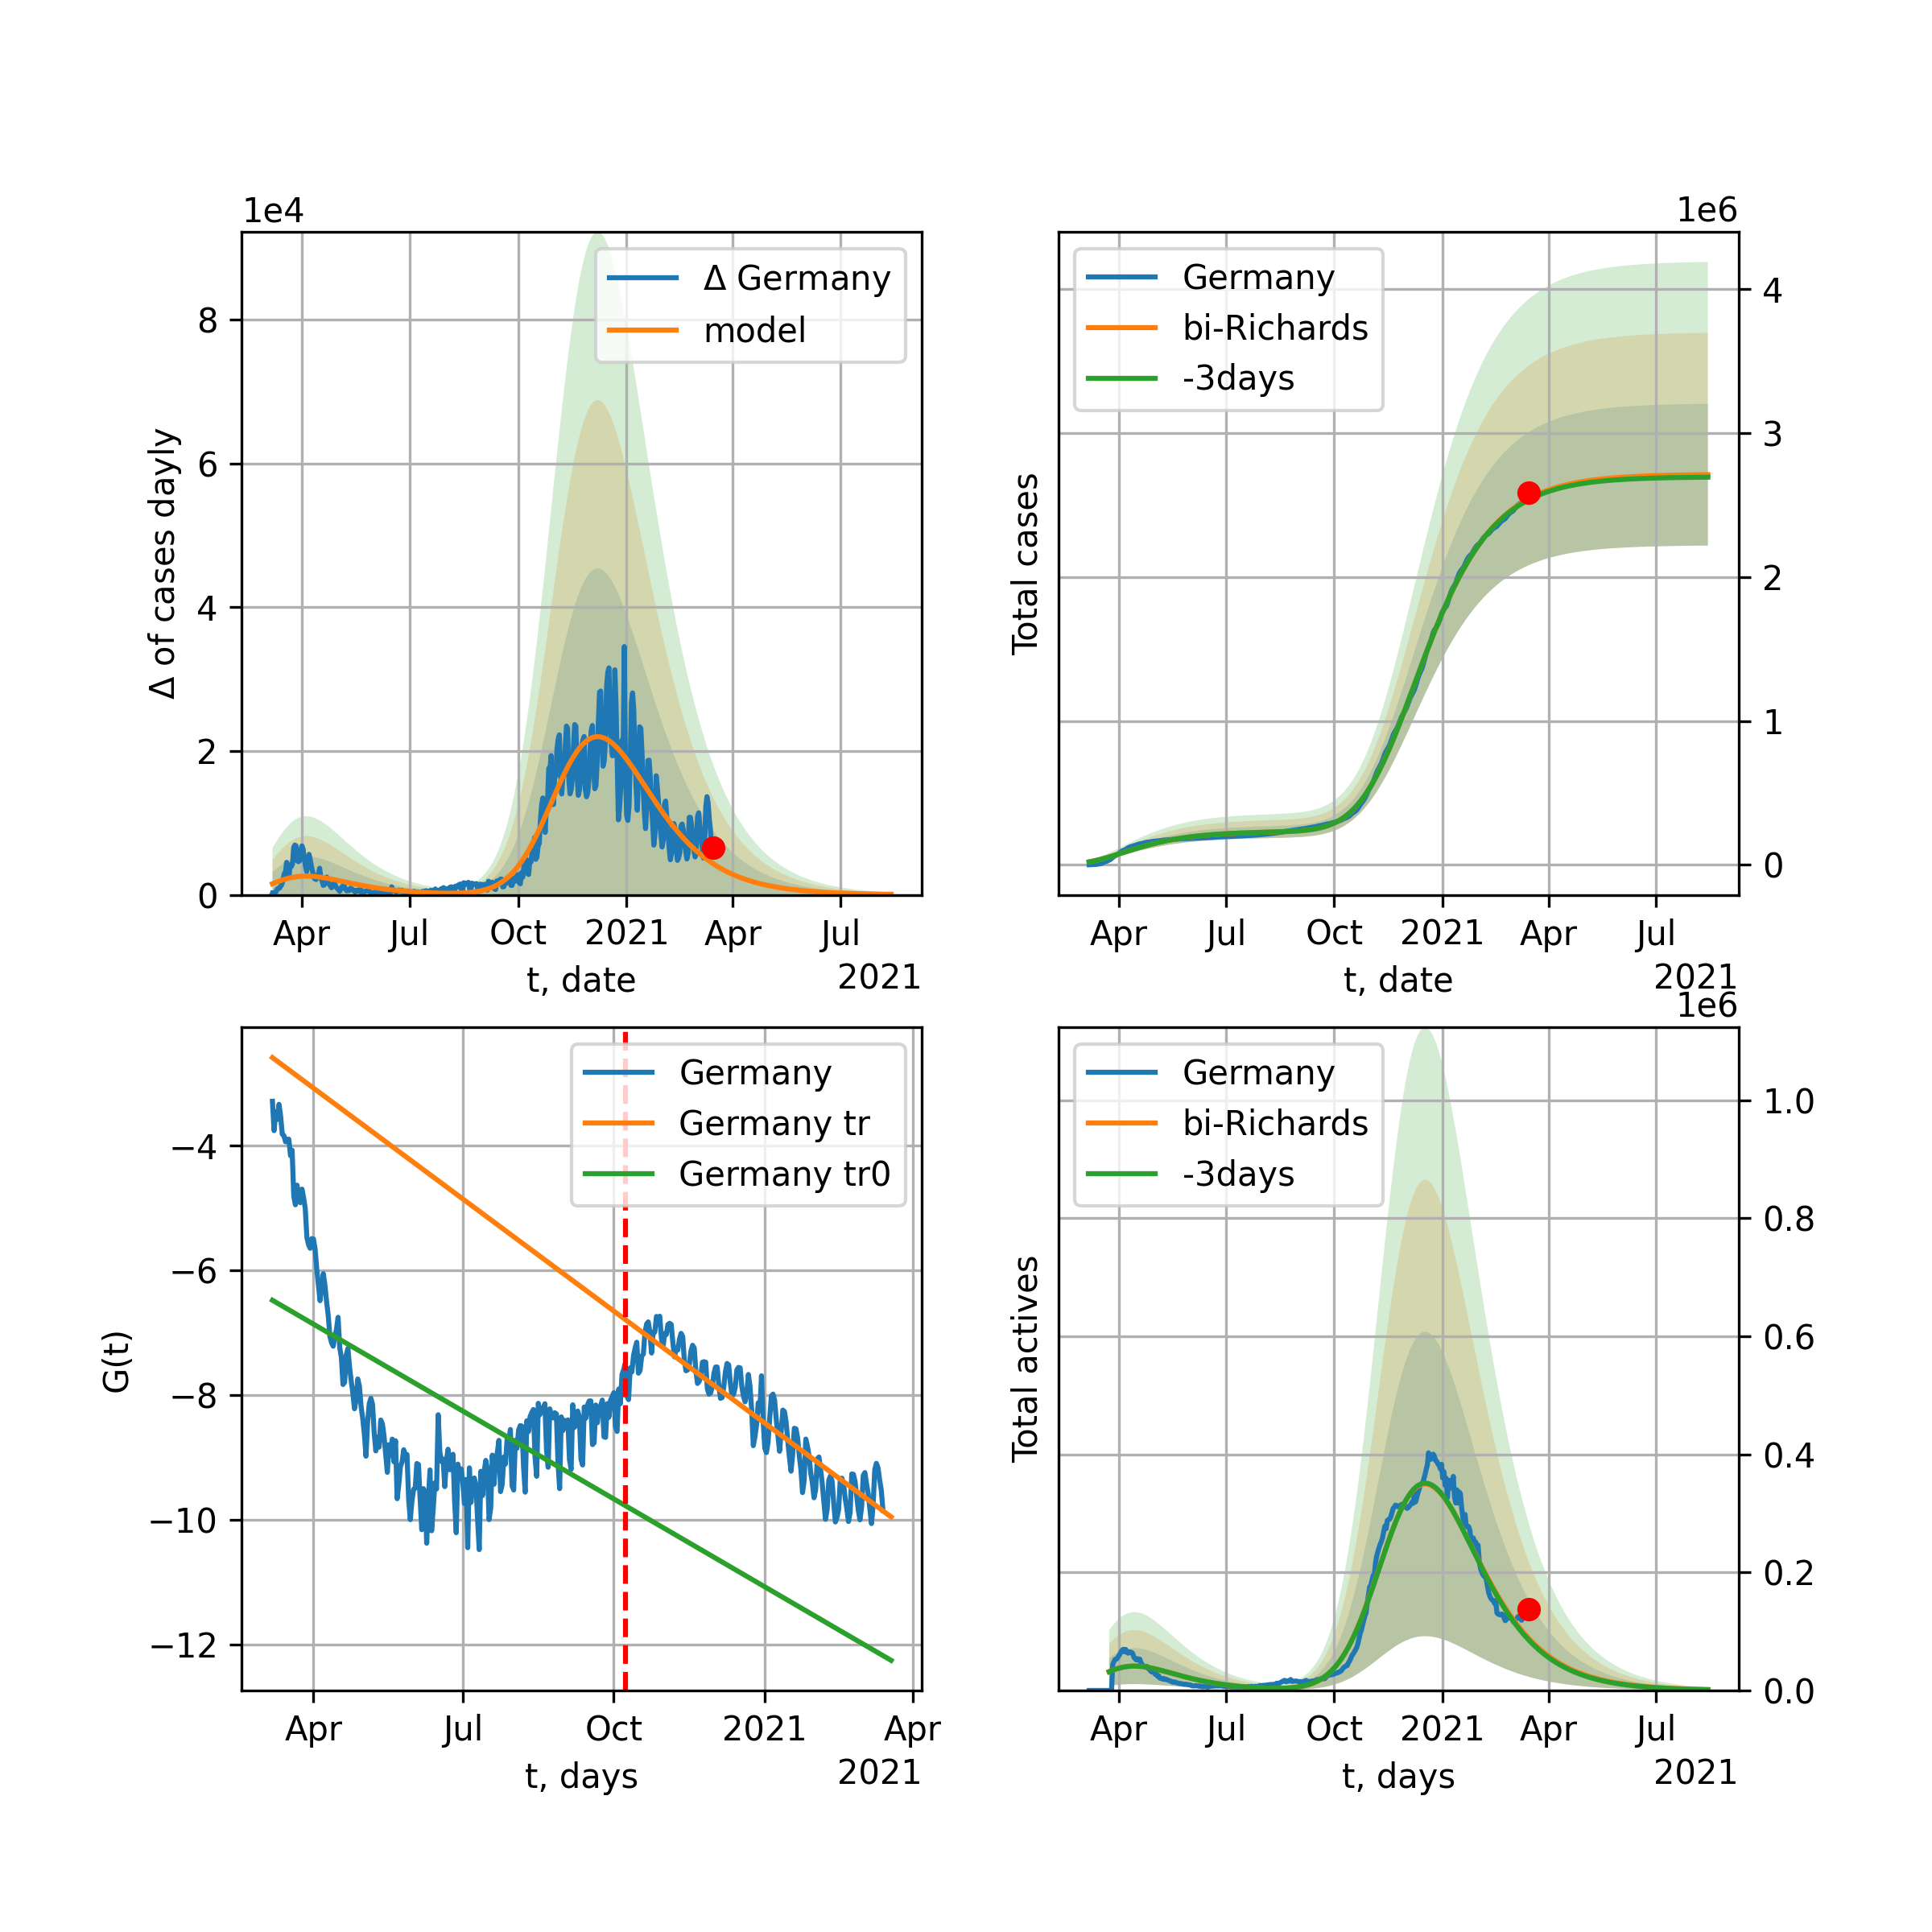 1e4
Δ of cases dayly
8
6
4
2
0
Δ Germany
model
Apr Jul Oct 2021 Apr Jul
t, date
2021
1e6
Total cases
Germany
bi-Richards
-3days
4
3
2
1
0
Apr Jul Oct 2021 Apr Jul
t, date
2021
G(t)
−4
−6
−8
−10
−12
Germany
Germany tr
Germany tr0
Apr Jul Oct 2021 Apr
t, days
2021
1e6
Total actives
Germany
bi-Richards
-3days
1.0
0.8
0.6
0.4
0.2
0.0
Apr Jul Oct 2021 Apr Jul
t, days
2021